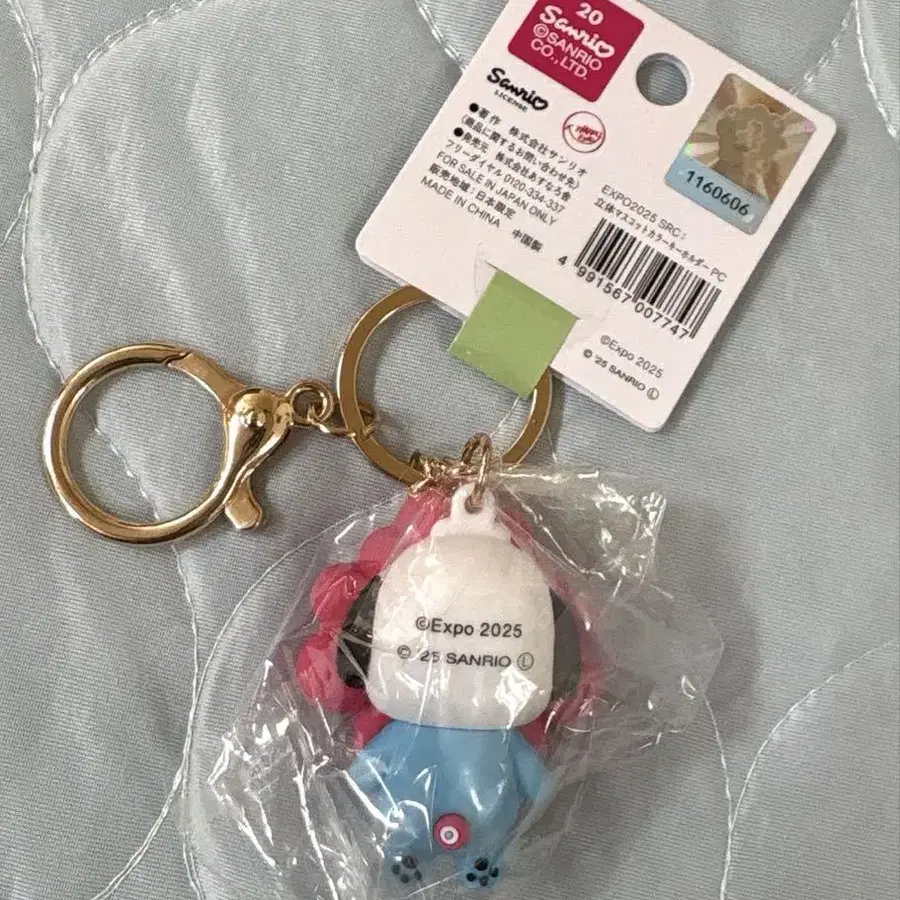 20
Sanrio
©SANRIO
CO., LTD.
Sanrio
LICENSE
●著作 株式会社サンリオ
(商品に関するお問い合わせ先)
●発売元 株式会社あすなろ舎
フリーダイヤル 0120-334-337
FOR SALE IN JAPAN ONLY
販売地域:日本限定
MADE IN CHINA 中国製
1160606
EXPO2025 SRC:
立体マスコットカラーキーホルダー PC
4 991567 007747
©Expo 2025
© '25 SANRIO Ⓛ
©Expo 2025
© '25 SANRIO Ⓛ